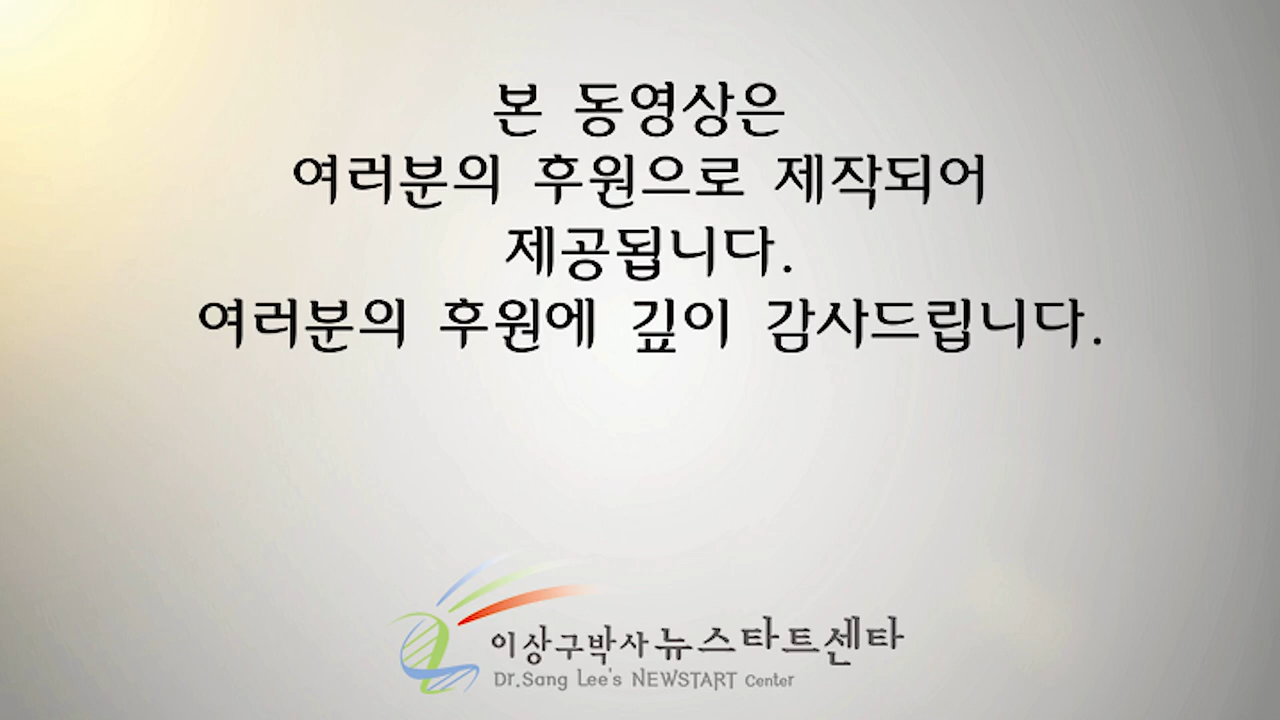 본 동영상은
여러분의 후원으로 제작되어
제공됩니다.
여러분의 후원에 깊이 감사드립니다.
이상구박사뉴스타트센타
Dr.Sang Lee's NEWSTART Center